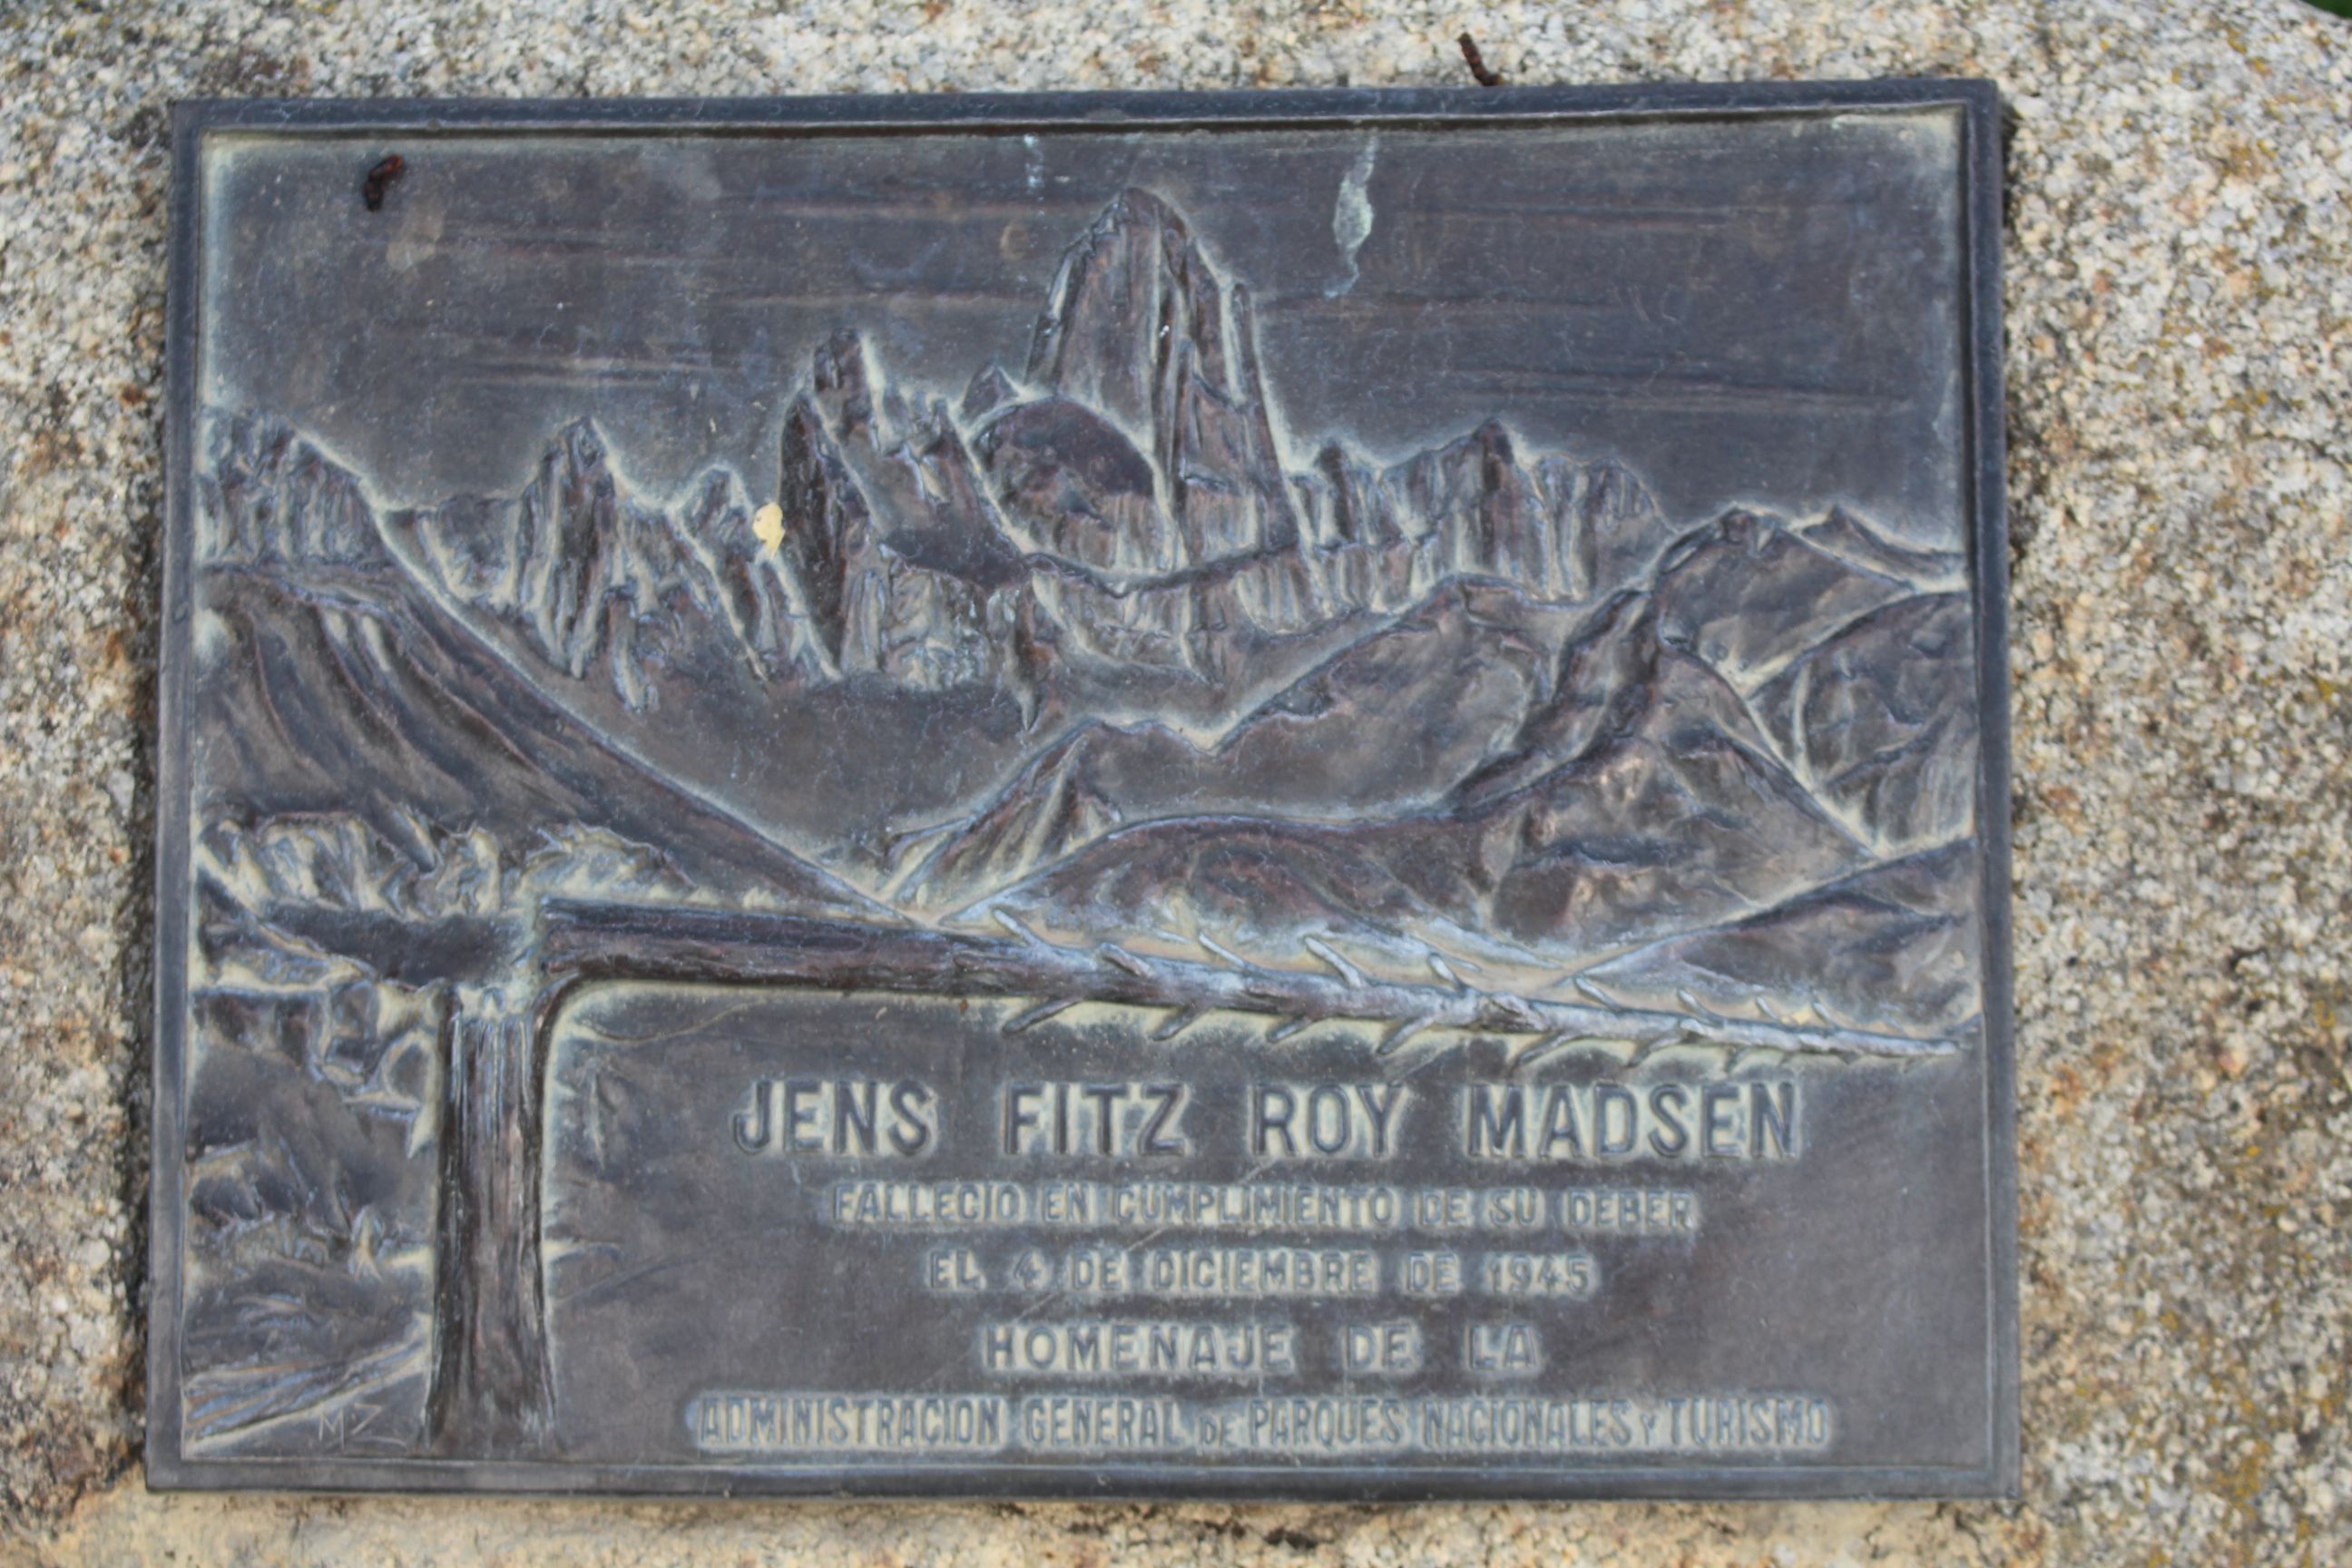 JENS FITZ ROY MADSEN
FALLECIO EN CUMPLIMIENTO DE SU DEBER
EL 4 DE DICIEMBRE DE 1945
HOMENAJE DE LA
ADMINISTRACION GENERAL DE PARQUES NACIONALES Y TURISMO
MZ